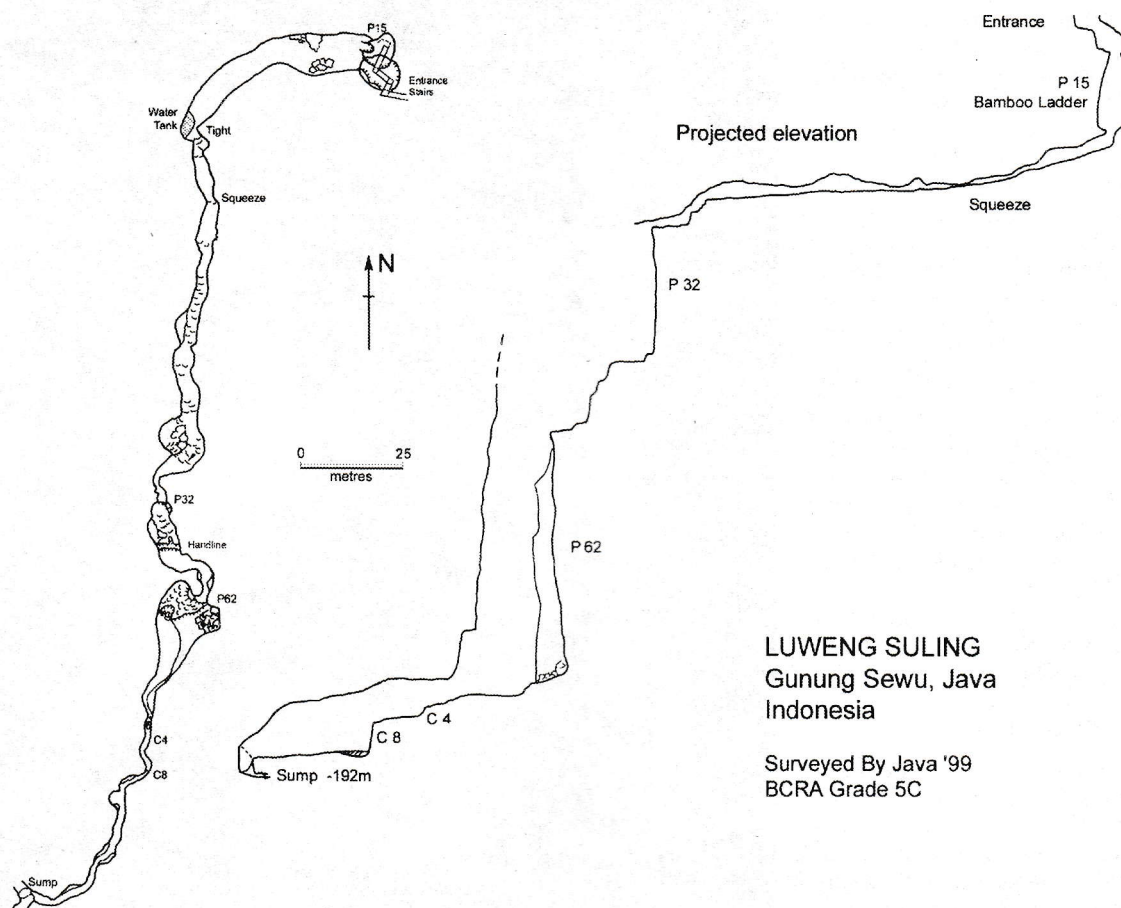 P15
Entrance
Stairs
Water
Tank
Tight
Squeeze
N
0 25
metres
P32
Handline
P62
C4
C8
Sump
Entrance
P 15
Bamboo Ladder
Projected elevation
Squeeze
P 32
P 62
C 4
C 8
Sump -192m
LUWENG SULING
Gunung Sewu, Java
Indonesia
Surveyed By Java '99
BCRA Grade 5C